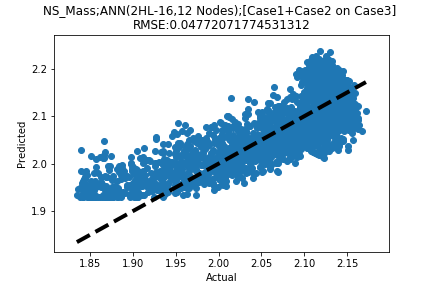 NS_Mass;ANN(2HL-16,12 Nodes);[Case1+Case2 on Case3]
RMSE:0.04772071774531312
2.2
2.1
2.0
1.9
Predicted
1.85 1.90 1.95 2.00 2.05 2.10 2.15
Actual